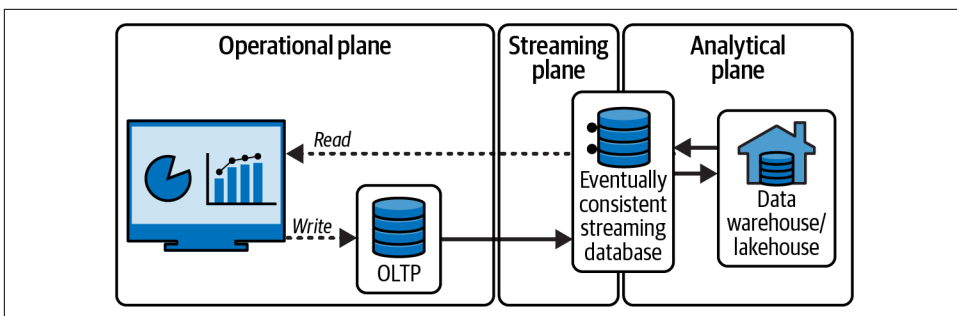 Operational plane
Streaming
plane
Analytical
plane
Read
Write
OLTP
Eventually
consistent
streaming
database
Data
warehouse/
lakehouse